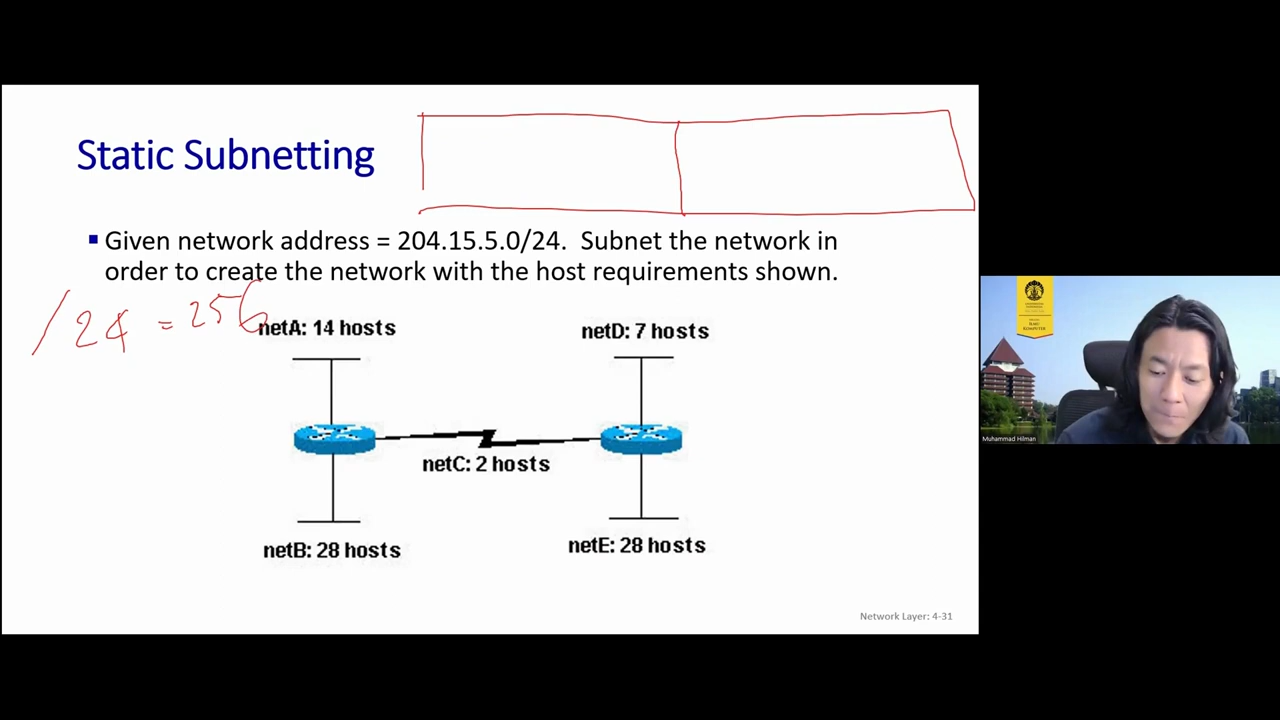 Static Subnetting
▪ Given network address = 204.15.5.0/24. Subnet the network in
order to create the network with the host requirements shown.
/24 = 256
netA: 14 hosts
netD: 7 hosts
netC: 2 hosts
netB: 28 hosts
netE: 28 hosts
Network Layer: 4-31
ILMU
KOMPUTER
Muhammad Hilman